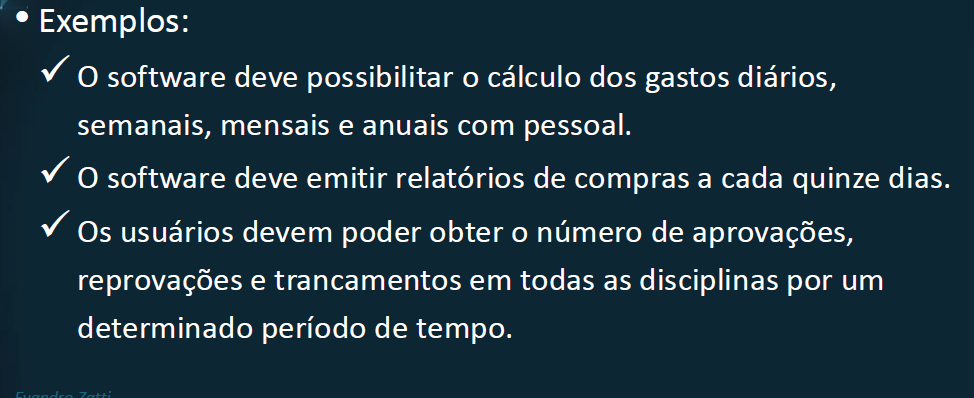 • Exemplos:
✓ O software deve possibilitar o cálculo dos gastos diários,
semanais, mensais e anuais com pessoal.
✓ O software deve emitir relatórios de compras a cada quinze dias.
✓ Os usuários devem poder obter o número de aprovações,
reprovações e trancamentos em todas as disciplinas por um
determinado período de tempo.
Evandro Zatti